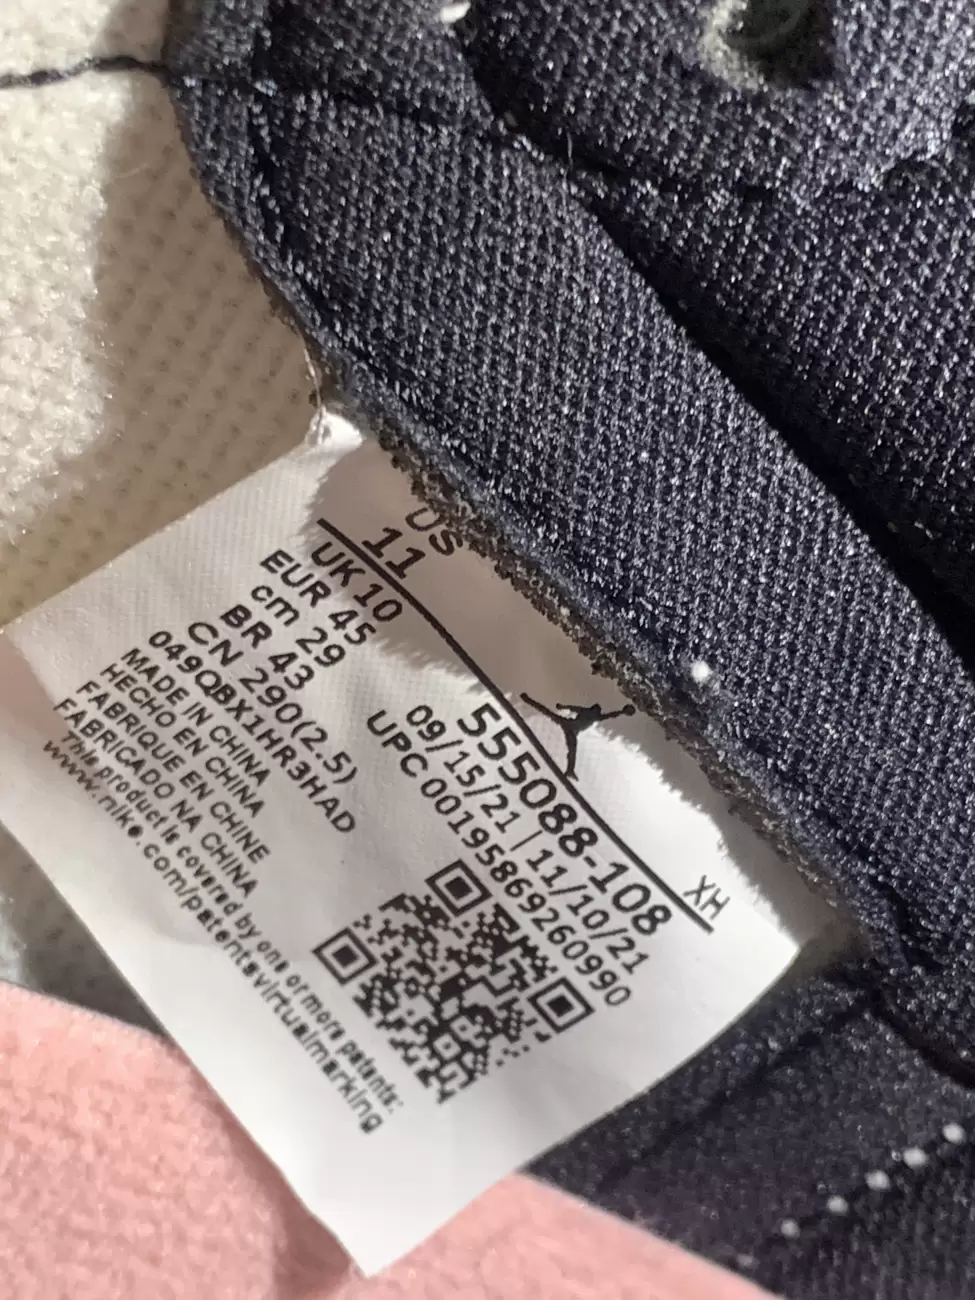 US
11
UK 10
EUR 45
cm 29
BR 43
CN 290(2.5)
049QBX1HR3HAD
MADE IN CHINA
HECHO EN CHINA
FABRIQUE EN CHINE
FABRICADO NA CHINA
This product is covered by one or more patents:
www.nike.com/patentsvirtualmarking
555088-108
09/15/21 | 11/10/21
UPC 00195869260990
XH